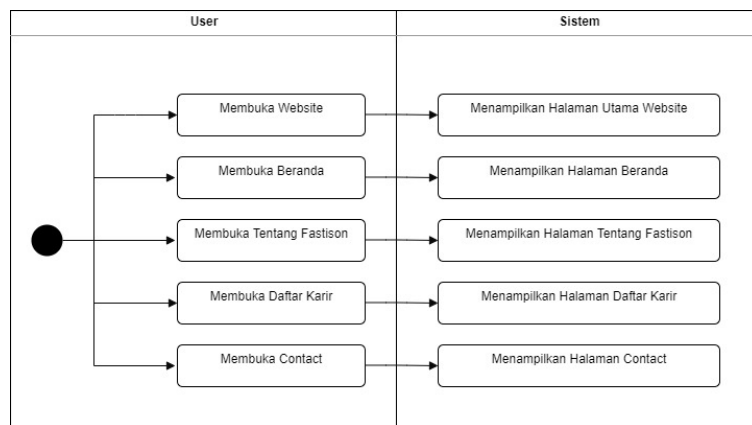 User
Sistem
Membuka Website
Menampilkan Halaman Utama Website
Membuka Beranda
Menampilkan Halaman Beranda
Membuka Tentang Fastison
Menampilkan Halaman Tentang Fastison
Membuka Daftar Karir
Menampilkan Halaman Daftar Karir
Membuka Contact
Menampilkan Halaman Contact